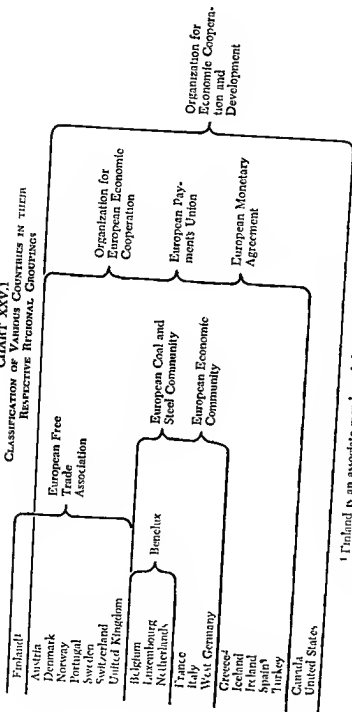 CHART XXV.1
CLASSIFICATION OF VARIOUS COUNTRIES IN THEIR
RESPECTIVE REGIONAL GROUPINGS
Finland¹
Austria
Denmark
Norway
Portugal
Sweden
Switzerland
United Kingdom
European Free
Trade
Association
Belgium
Luxembourg
Netherlands
Benelux
France
Italy
West Germany
European Coal and
Steel Community
European Economic
Community
Greece²
Iceland
Ireland
Spain³
Turkey
Organization for
European Economic
Cooperation
European Pay-
ment's Union
European Monetary
Agreement
Canada
United States
Organization for
Economic Coopera-
tion and
Development
¹ Finland is an associate